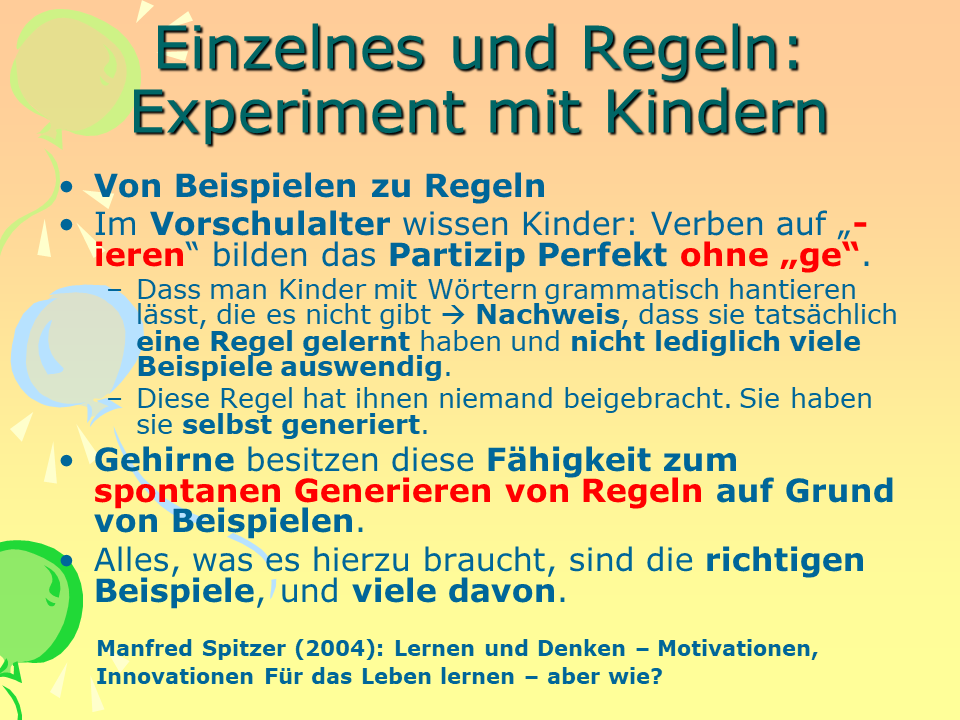 Einzelnes und Regeln:
Experiment mit Kindern
• Von Beispielen zu Regeln
• Im Vorschulalter wissen Kinder: Verben auf „-
ieren“ bilden das Partizip Perfekt ohne „ge“.
– Dass man Kinder mit Wörtern grammatisch hantieren
lässt, die es nicht gibt → Nachweis, dass sie tatsächlich
eine Regel gelernt haben und nicht lediglich viele
Beispiele auswendig.
– Diese Regel hat ihnen niemand beigebracht. Sie haben
sie selbst generiert.
• Gehirne besitzen diese Fähigkeit zum
spontanen Generieren von Regeln auf Grund
von Beispielen.
• Alles, was es hierzu braucht, sind die richtigen
Beispiele, und viele davon.
Manfred Spitzer (2004): Lernen und Denken – Motivationen,
Innovationen Für das Leben lernen – aber wie?